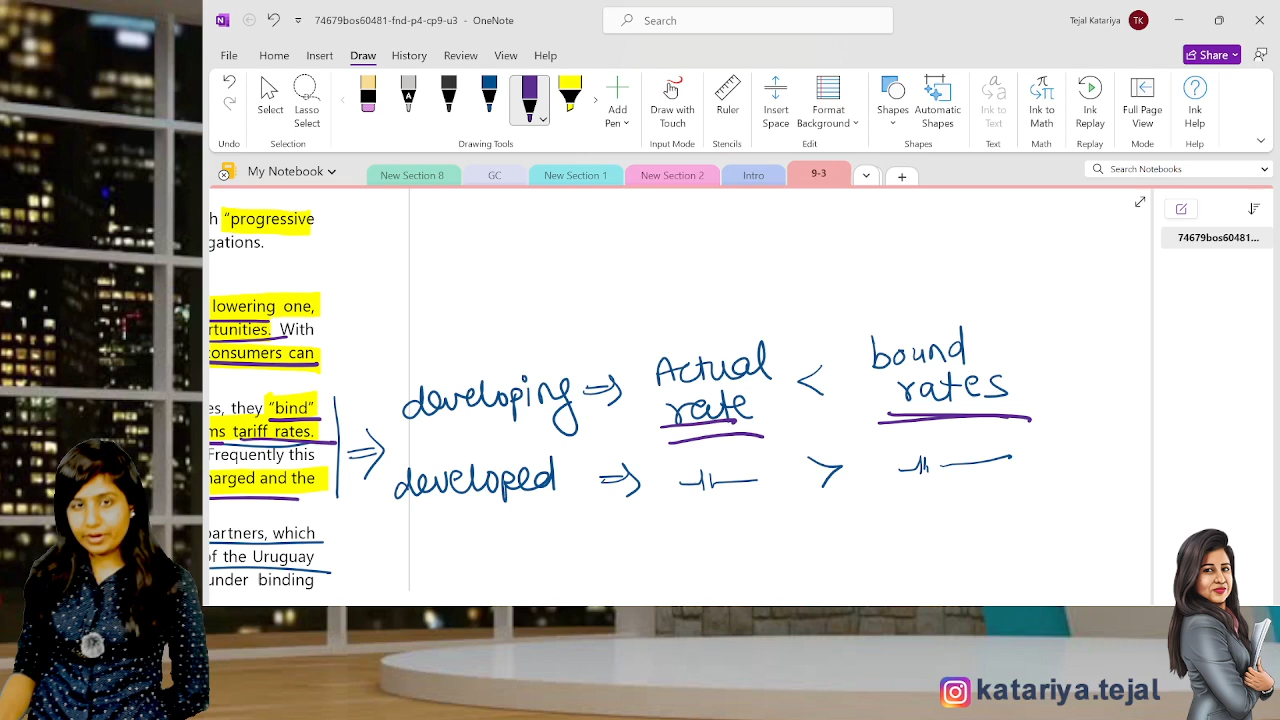 74679bos60481-fnd-p4-cp9-u3 - OneNote
Search
Tejal Katariya
TK
File Home Insert Draw History Review View Help
Share
Select
Lasso Select
Add Pen
Draw with Touch
Ruler
Insert Space
Format Background
Shapes
Automatic Shapes
Ink to Text
Ink to Math
Ink Replay
Full Page View
Ink Help
Undo
Selection
Drawing Tools
Input Mode
Stencils
Edit
Shapes
Text
Math
Replay
Mode
Help
My Notebook
New Section 8
GC
New Section 1
New Section 2
Intro
9-3
Search Notebooks
74679bos60481...
h "progressive
gations.
lowering one,
rtunities. With
consumers can
es, they "bind"
ms tariff rates.
Frequently this
harged and the
partners, which
of the Uruguay
under binding
developing ⇒ Actual rate < bound rates
developed ⇒ —〃— > —〃—
katariya.tejal